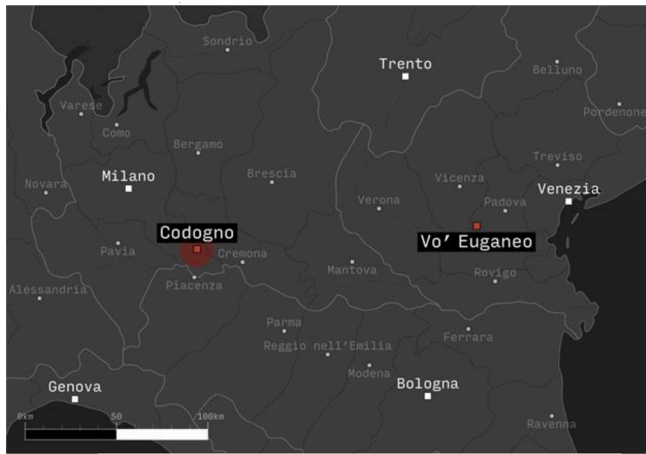 Sondrio
Trento
Belluno
Varese
Pordenone
Como
Bergamo
Treviso
Milano
Brescia
Vicenza
Venezia
Novara
Verona
Padova
Codogno
Vo' Euganeo
Pavia
Cremona
Mantova
Rovigo
Piacenza
Alessandria
Parma
Ferrara
Reggio nell'Emilia
Modena
Genova
Bologna
0km
50
100km
Ravenna